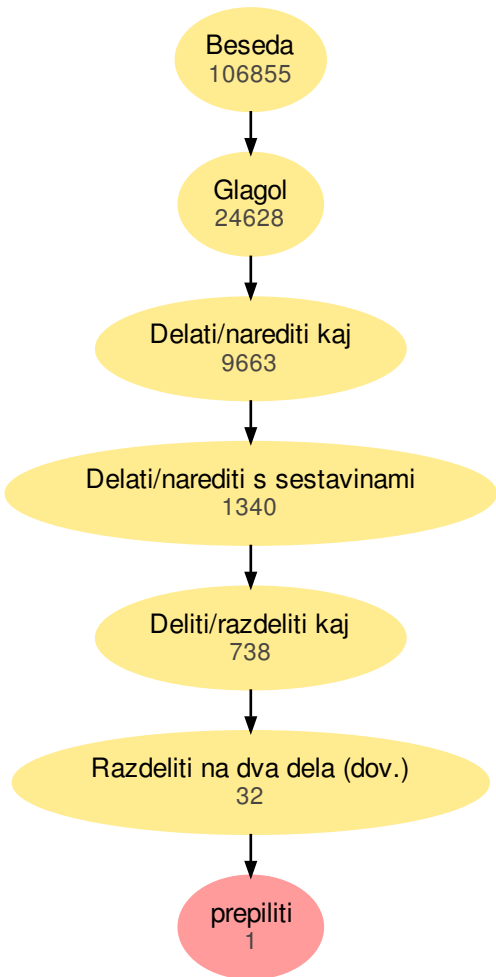 Beseda
106855
Glagol
24628
Delati/narediti kaj
9663
Delati/narediti s sestavinami
1340
Deliti/razdeliti kaj
738
Razdeliti na dva dela (dov.)
32
prepiliti
1